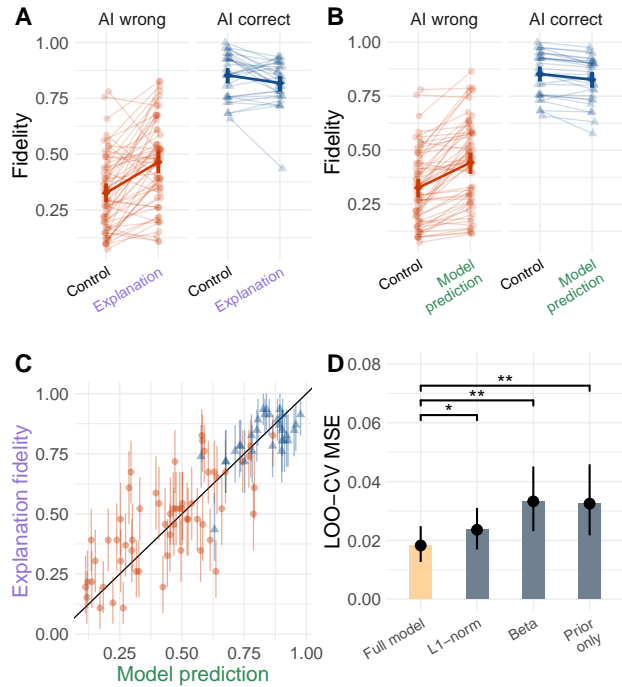 A
AI wrong
AI correct
Fidelity
1.00
0.75
0.50
0.25
Control
Explanation
Control
Explanation
B
AI wrong
AI correct
Fidelity
1.00
0.75
0.50
0.25
Control
Model
prediction
Control
Model
prediction
C
Explanation fidelity
1.00
0.75
0.50
0.25
0.00
0.25
0.50
0.75
1.00
Model prediction
D
LOO−CV MSE
0.08
0.06
0.04
0.02
0.00
**
**
*
Full model
L1−norm
Beta
Prior
only